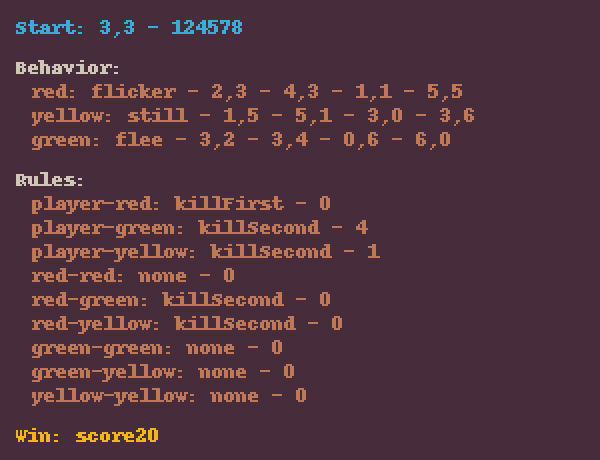 Start: 3,3 - 124578
Behavior:
red: flicker - 2,3 - 4,3 - 1,1 - 5,5
yellow: still - 1,5 - 5,1 - 3,0 - 3,6
green: flee - 3,2 - 3,4 - 0,6 - 6,0
Rules:
player-red: killFirst - 0
player-green: killSecond - 4
player-yellow: killSecond - 1
red-red: none - 0
red-green: killSecond - 0
red-yellow: killSecond - 0
green-green: none - 0
green-yellow: none - 0
yellow-yellow: none - 0
Win: score20